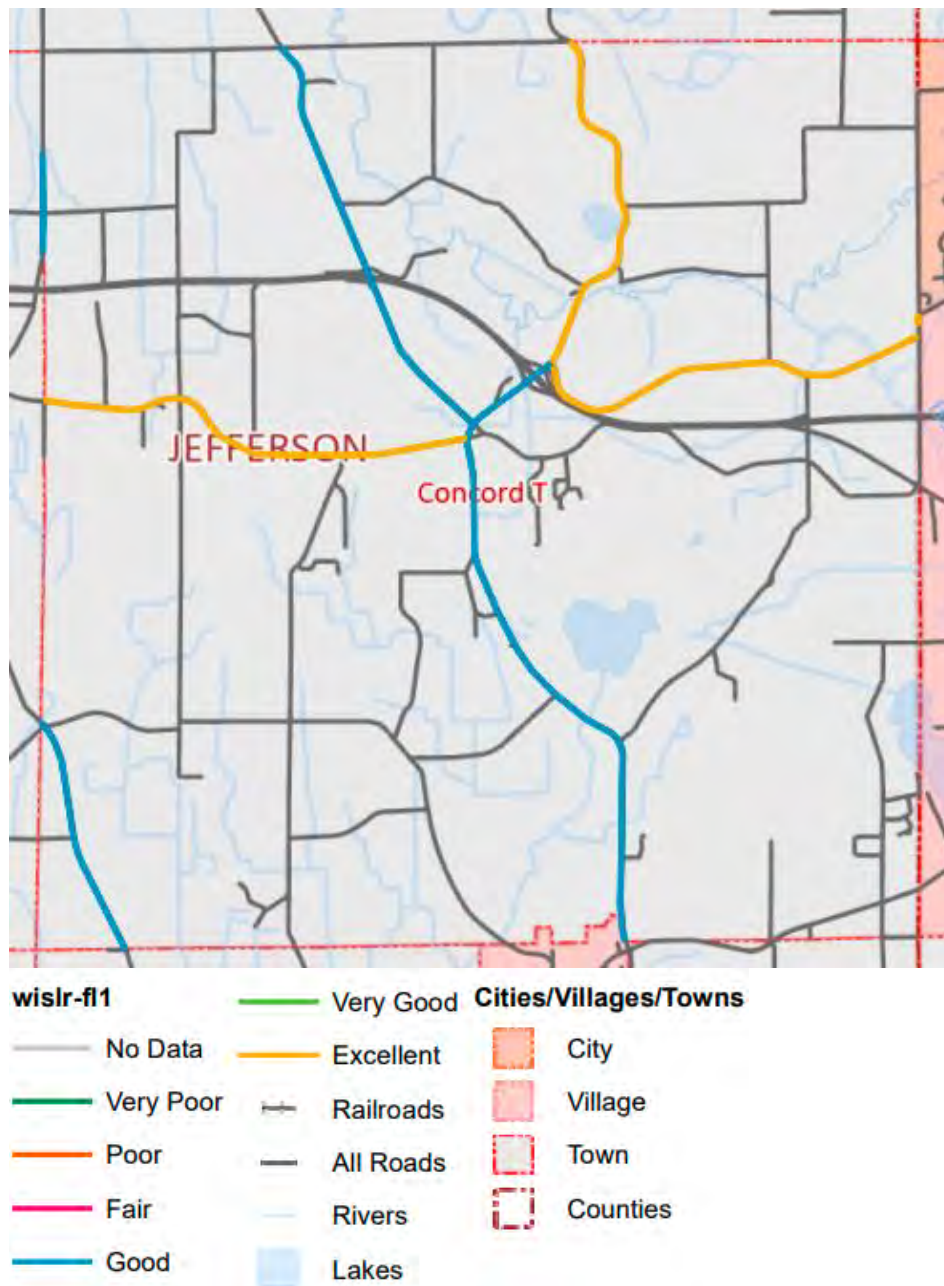 JEFFERSON
Concord T
wislr-fl1
No Data
Very Poor
Poor
Fair
Good
Very Good
Excellent
Railroads
All Roads
Rivers
Lakes
Cities/Villages/Towns
City
Village
Town
Counties